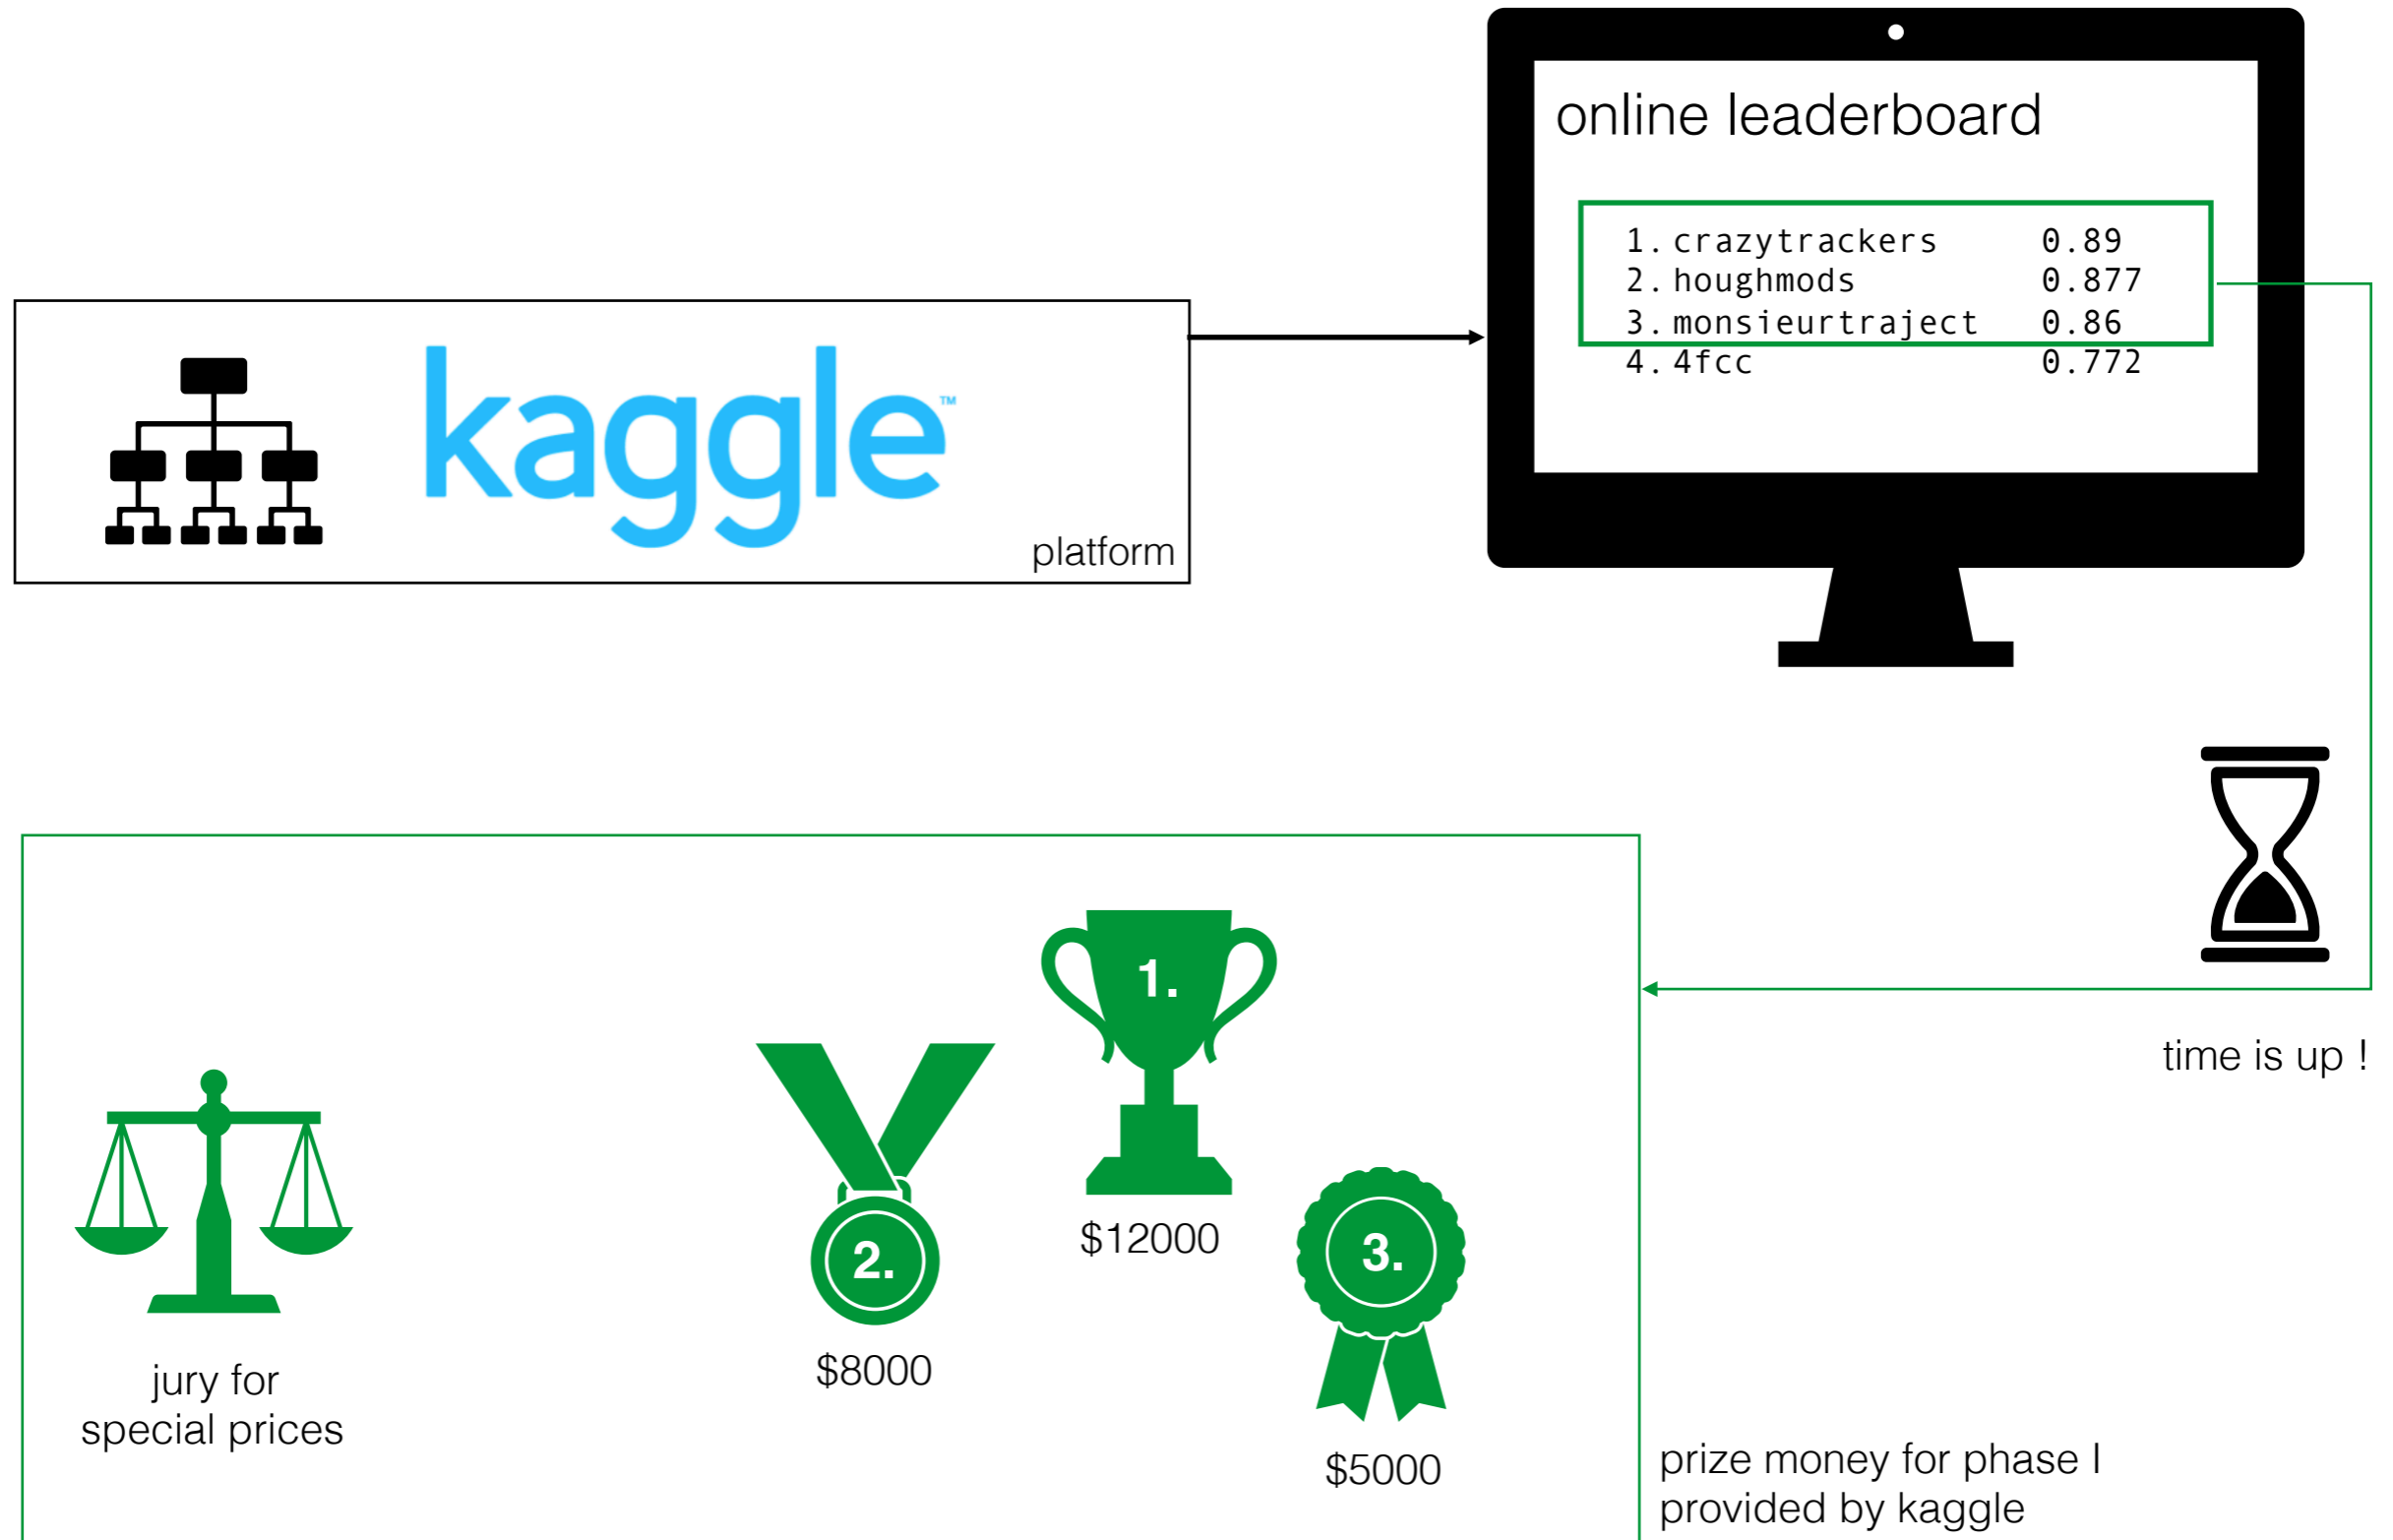 online leaderboard
1. crazytrackers 0.89
2. houghmods 0.877
3. monsieurtraject 0.86
4. 4fcc 0.772
kaggle™
platform
time is up !
1.
$12000
2.
$8000
3.
$5000
jury for
special prices
prize money for phase I
provided by kaggle